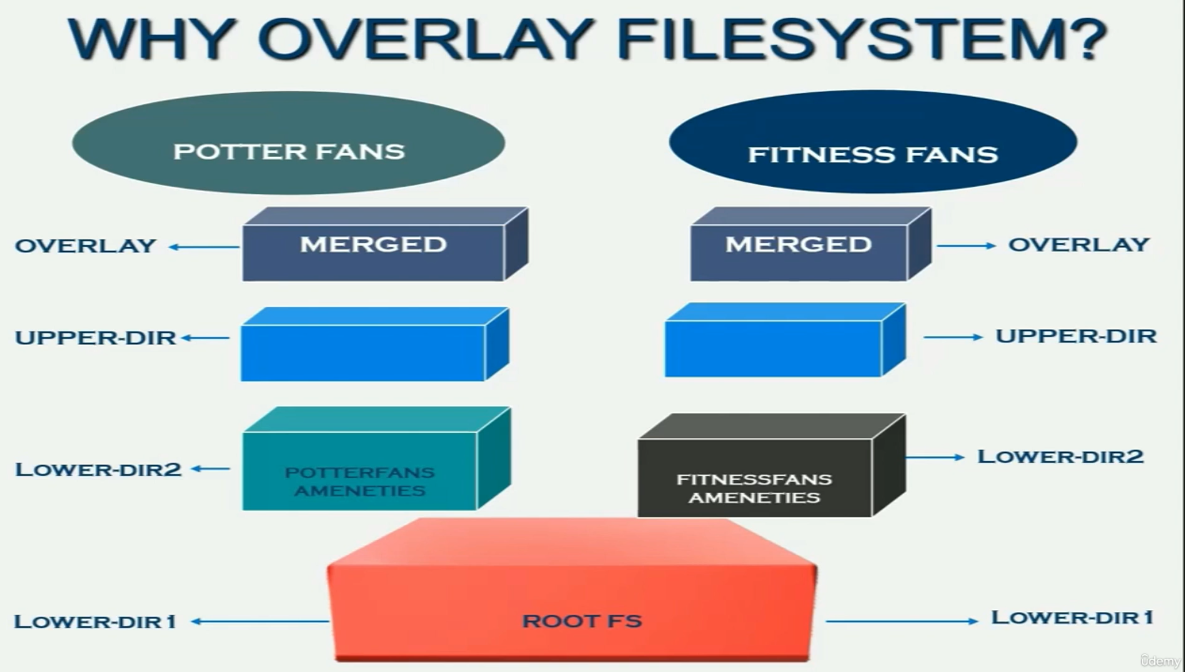 WHY OVERLAY FILESYSTEM?
POTTER FANS
FITNESS FANS
OVERLAY
MERGED
MERGED
OVERLAY
UPPER-DIR
UPPER-DIR
LOWER-DIR2
POTTERFANS
AMENETIES
FITNESSFANS
AMENETIES
LOWER-DIR2
LOWER-DIR1
ROOT FS
LOWER-DIR1
ûdemy